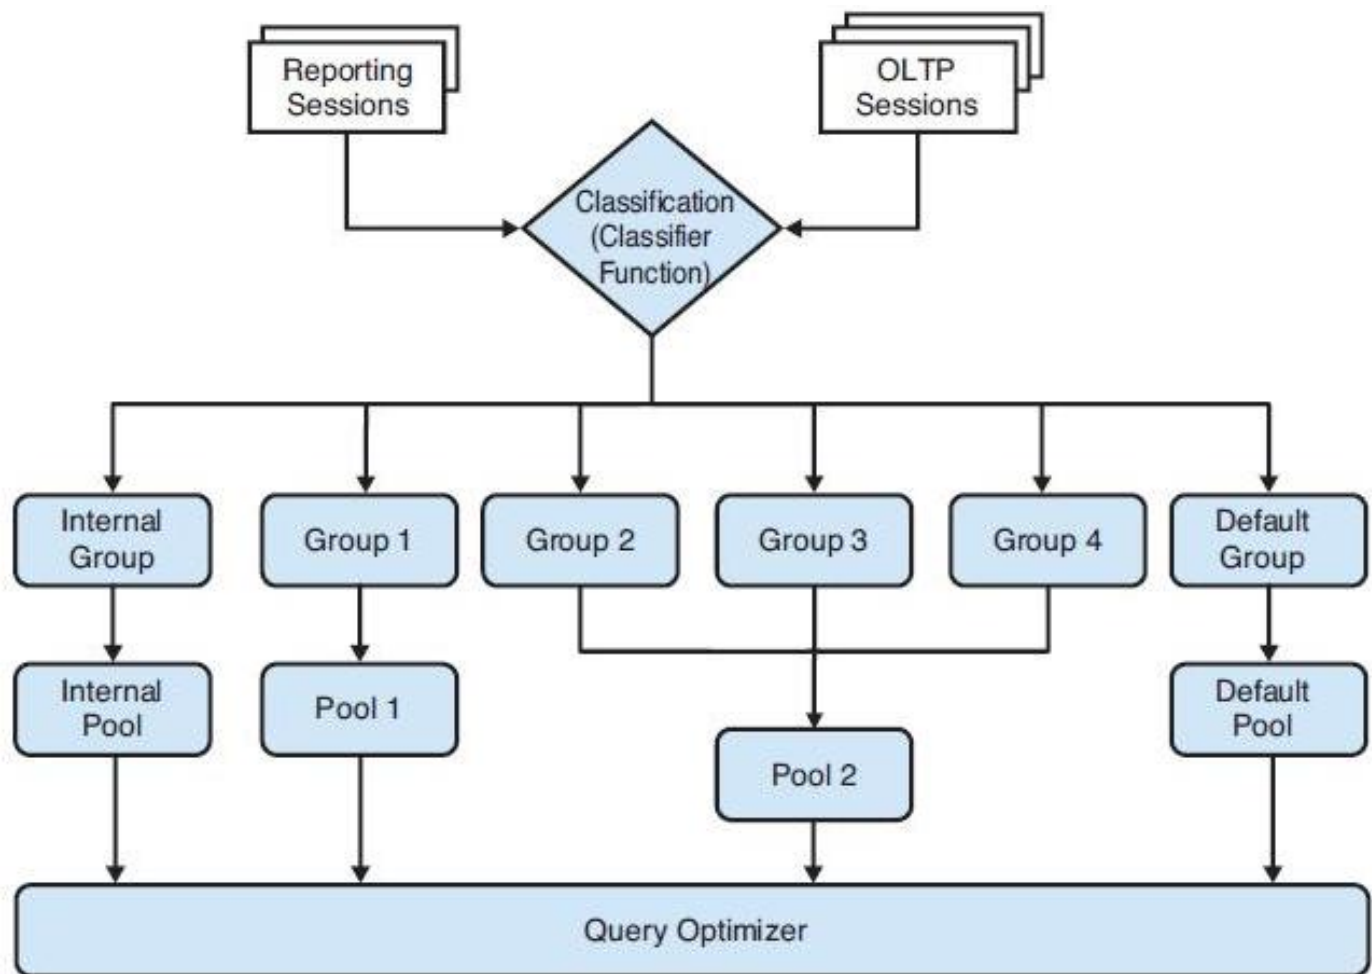 Reporting
Sessions
OLTP
Sessions
Classification
(Classifier
Function)
Internal
Group
Group 1
Group 2
Group 3
Group 4
Default
Group
Internal
Pool
Pool 1
Pool 2
Default
Pool
Query Optimizer